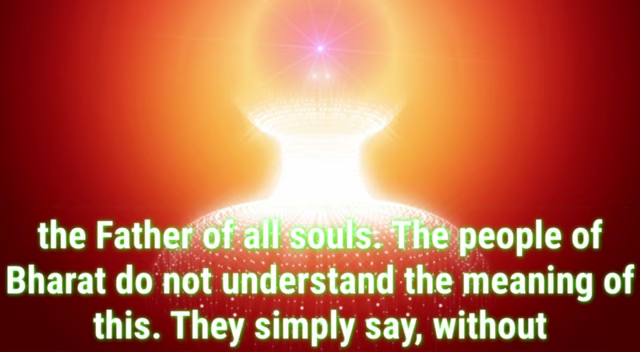 the Father of all souls. The people of
Bharat do not understand the meaning of
this. They simply say, without